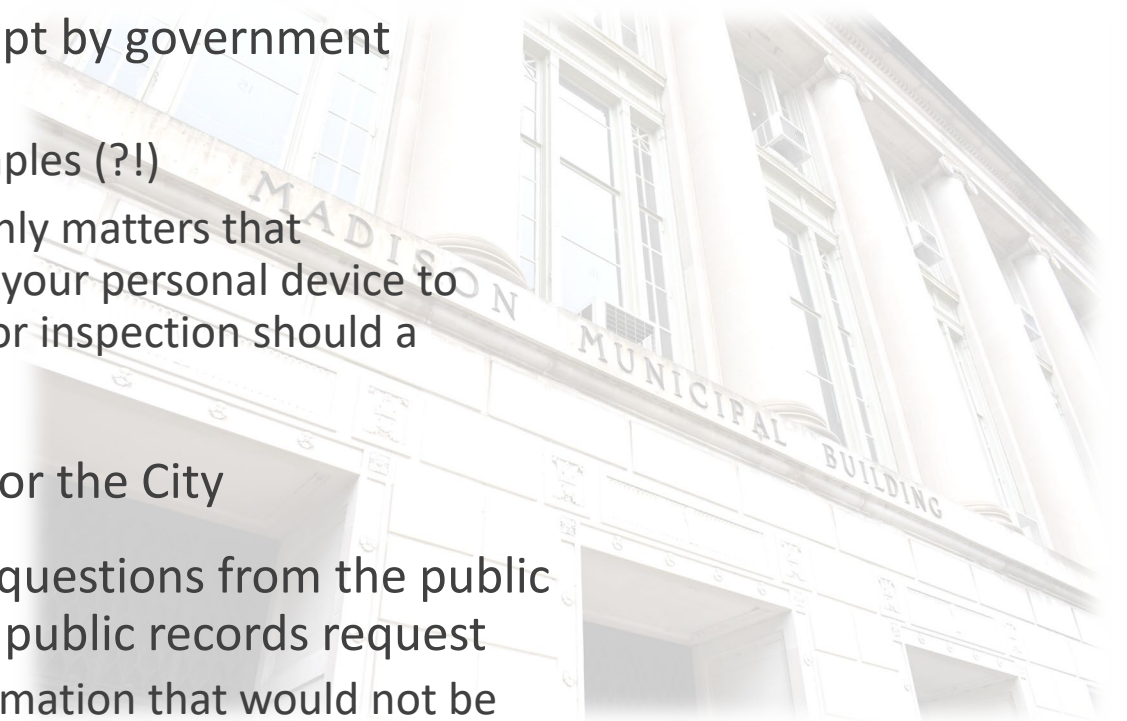 pt by government
ples (?!)
nly matters that
your personal device to
or inspection should a
or the City
questions from the public
public records request
mation that would not be
MADISON MUNICIPAL BUILDING